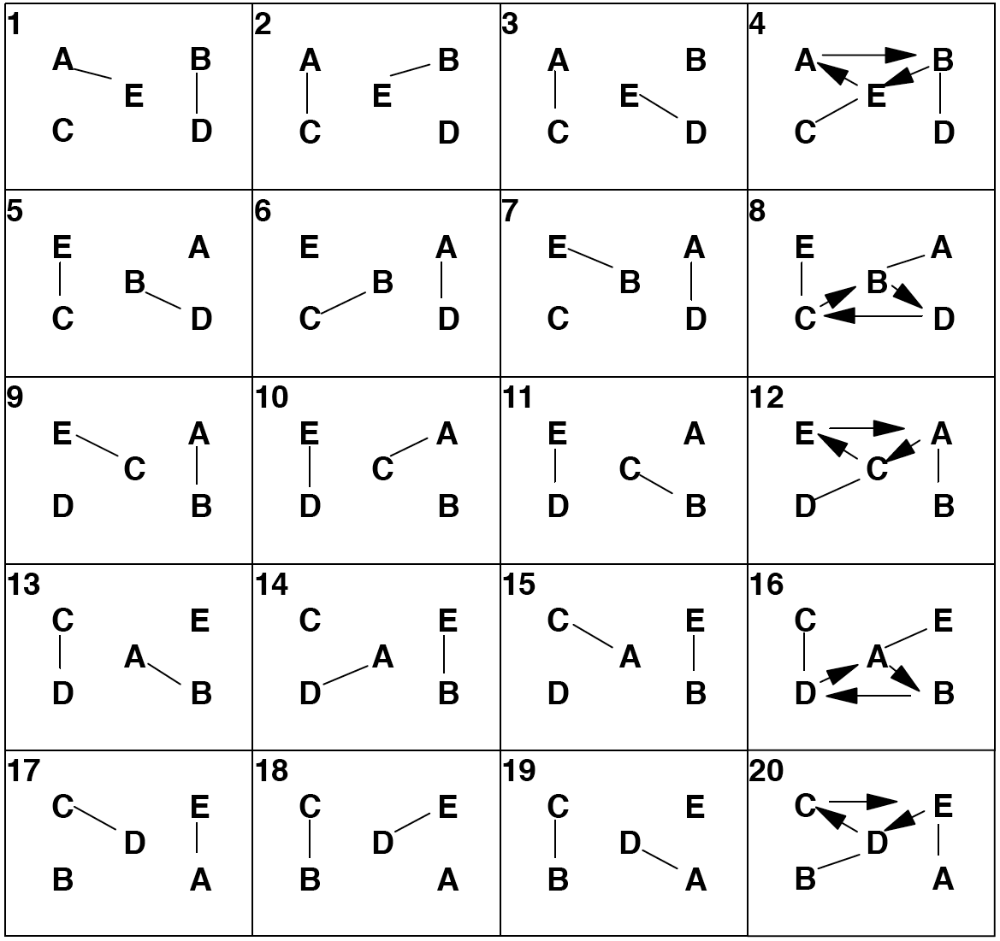 1 2 3 4
A B A B A B A B
E E E E
C D C D C D C D
5 6 7 8
E A E A E A E A
B B B B
C D C D C D C D
9 10 11 12
E A E A E A E A
C C C C
D B D B D B D B
13 14 15 16
C E C E C E C E
A A A A
D B D B D B D B
17 18 19 20
C E C E C E C E
D D D D
B A B A B A B A